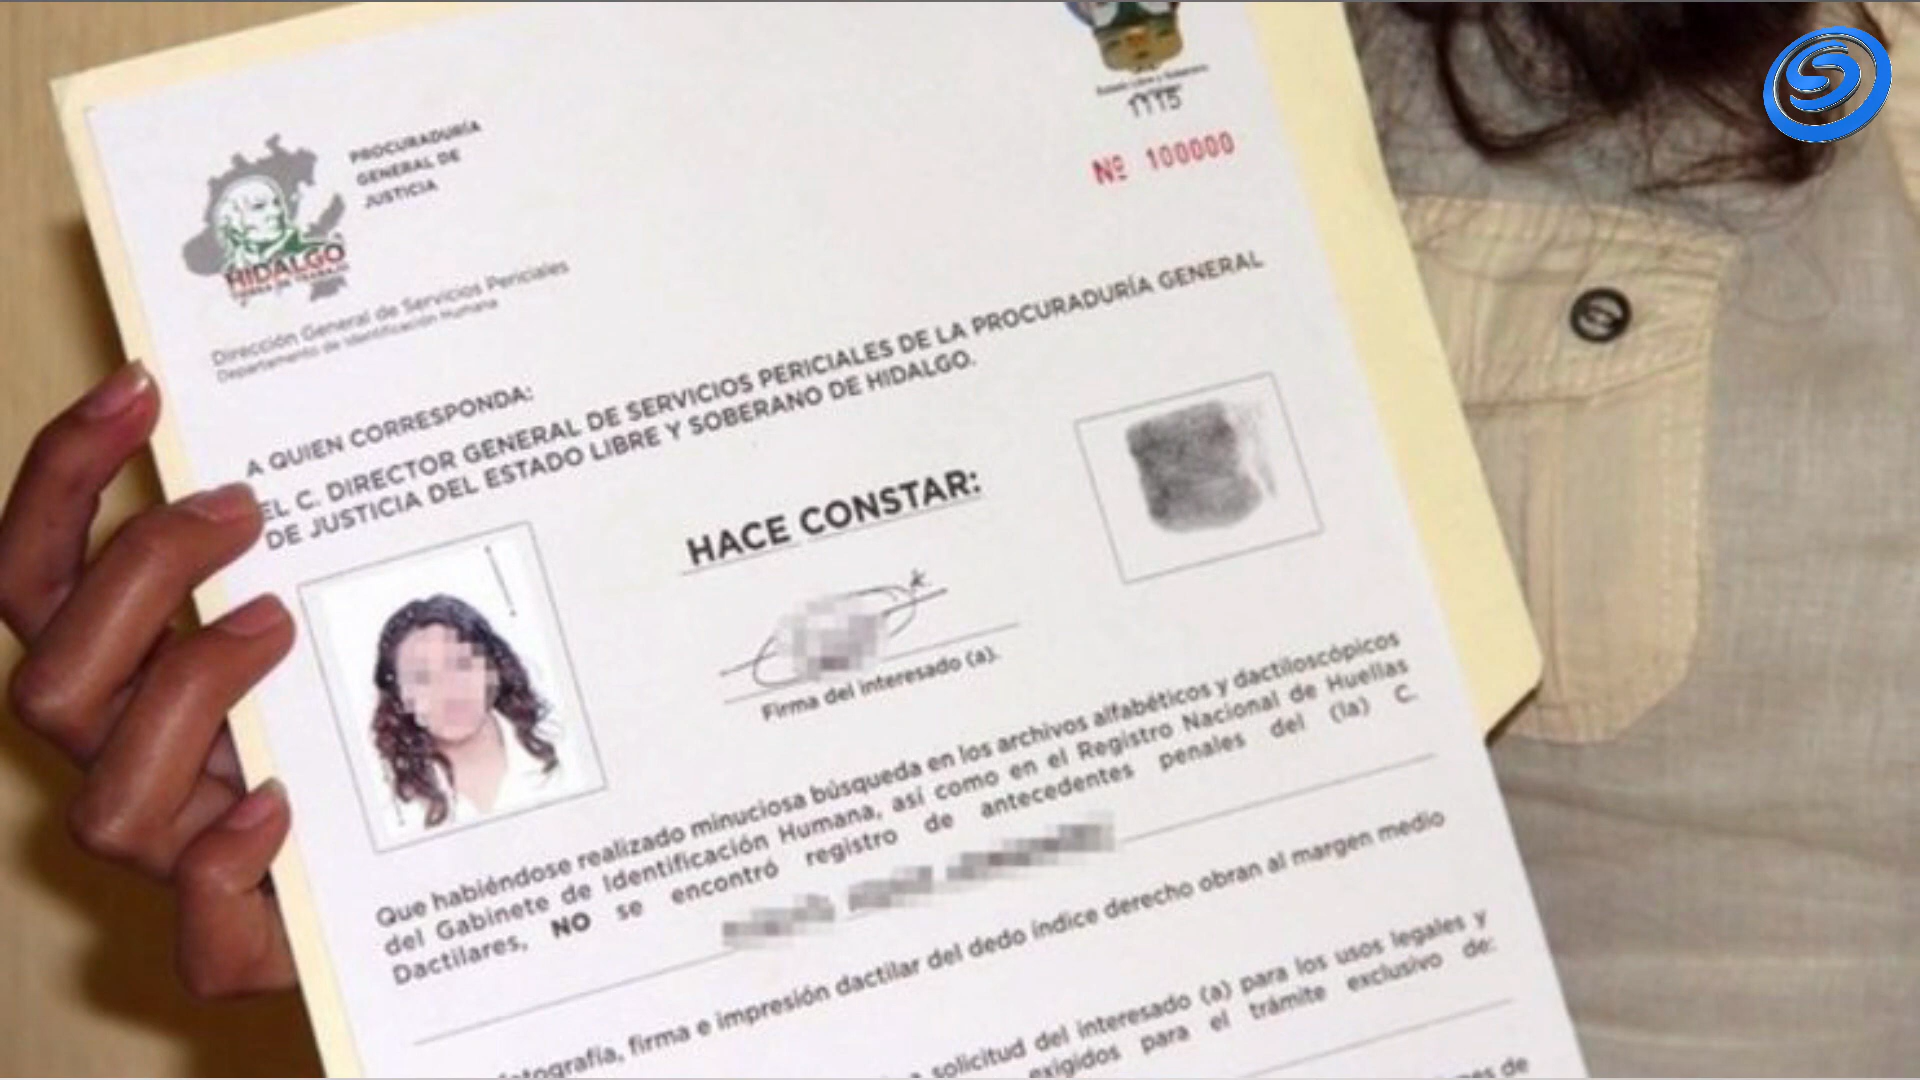 PROCURADURÍA
GENERAL DE
JUSTICIA
HIDALGO
Dirección General de Servicios Periciales
Departamento de Identificación Humana
Estado Libre y Soberano
1115
Nº 100000
A QUIEN CORRESPONDA:
EL C. DIRECTOR GENERAL DE SERVICIOS PERICIALES DE LA PROCURADURÍA GENERAL
DE JUSTICIA DEL ESTADO LIBRE Y SOBERANO DE HIDALGO.
HACE CONSTAR:
Firma del interesado (a).
Que habiéndose realizado minuciosa búsqueda en los archivos alfabéticos y dactiloscópicos
del Gabinete de Identificación Humana, así como en el Registro Nacional de Huellas
Dactilares, NO se encontró registro de antecedentes penales del (la) C.
fotografía, firma e impresión dactilar del dedo índice derecho obran al margen medio
solicitud del interesado (a) para los usos legales y
exigidos para el trámite exclusivo de:
de